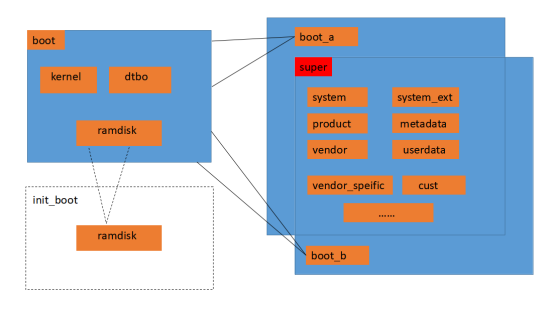 boot
kernel
dtbo
ramdisk
init_boot
ramdisk
boot_a
super
system
system_ext
product
metadata
vendor
userdata
vendor_speific
cust
......
boot_b